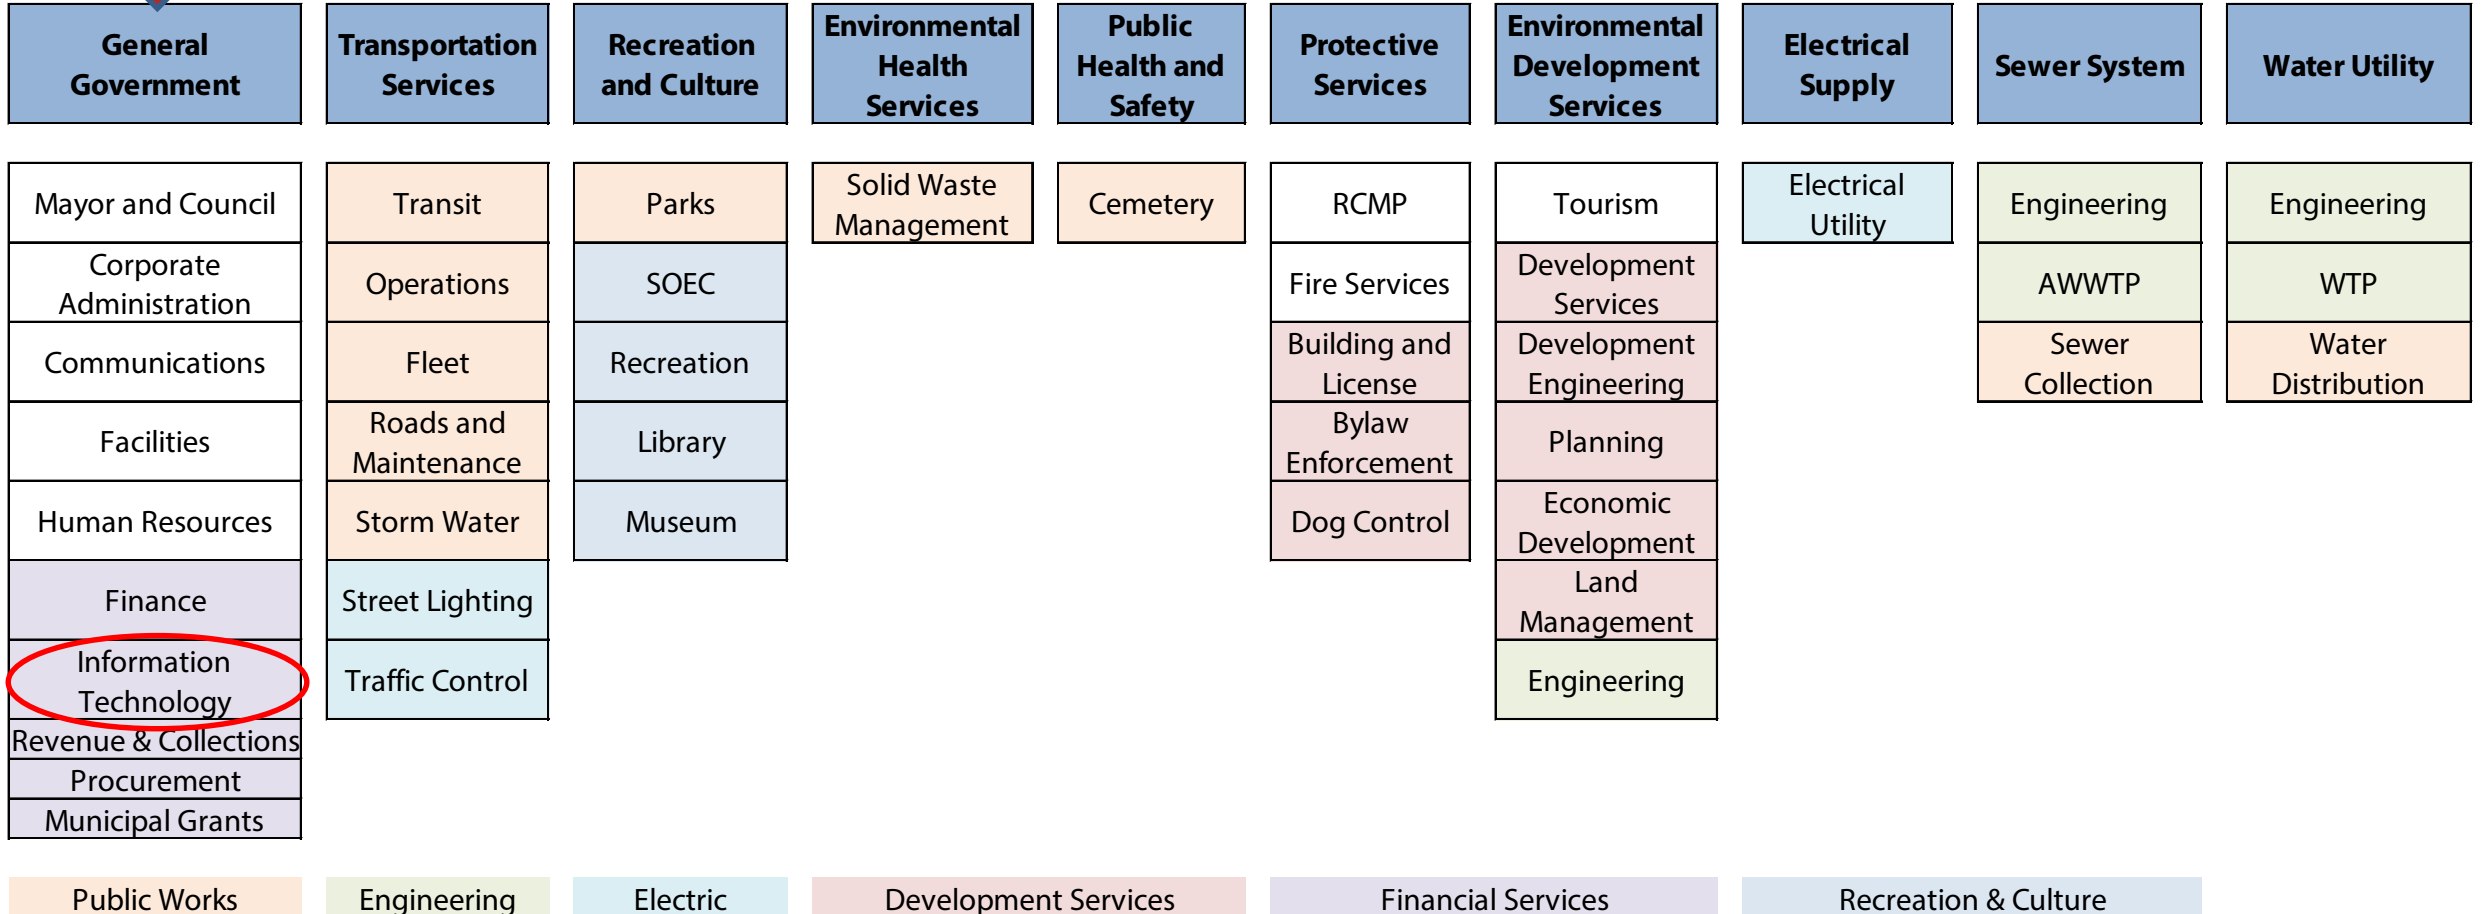 General
Government
Transportation
Services
Recreation
and Culture
Environmental
Health
Services
Public
Health and
Safety
Protective
Services
Environmental
Development
Services
Electrical
Supply
Sewer System
Water Utility
Mayor and Council
Corporate
Administration
Communications
Facilities
Human Resources
Finance
Information
Technology
Revenue & Collections
Procurement
Municipal Grants
Transit
Operations
Fleet
Roads and
Maintenance
Storm Water
Street Lighting
Traffic Control
Parks
SOEC
Recreation
Library
Museum
Solid Waste
Management
Cemetery
RCMP
Fire Services
Building and
License
Bylaw
Enforcement
Dog Control
Tourism
Development
Services
Development
Engineering
Planning
Economic
Development
Land
Management
Engineering
Electrical
Utility
Engineering
AWWTP
Sewer
Collection
Engineering
WTP
Water
Distribution
Public Works
Engineering
Electric
Development Services
Financial Services
Recreation & Culture